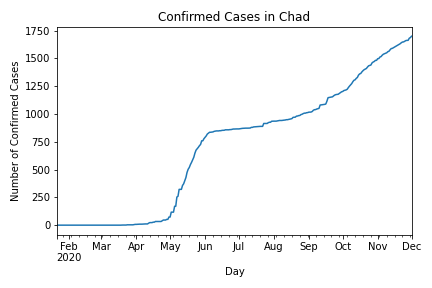 Confirmed Cases in Chad
Number of Confirmed Cases
1750
1500
1250
1000
750
500
250
0
Feb Mar Apr May Jun Jul Aug Sep Oct Nov Dec
2020
Day